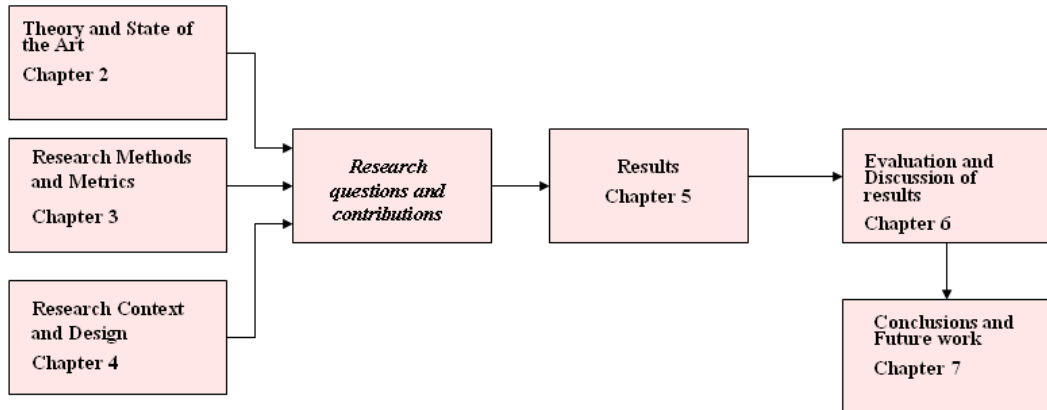 Theory and State of
the Art
Chapter 2
Research Methods
and Metrics
Chapter 3
Research Context
and Design
Chapter 4
Research
questions and
contributions
Results
Chapter 5
Evaluation and
Discussion of
results
Chapter 6
Conclusions and
Future work
Chapter 7